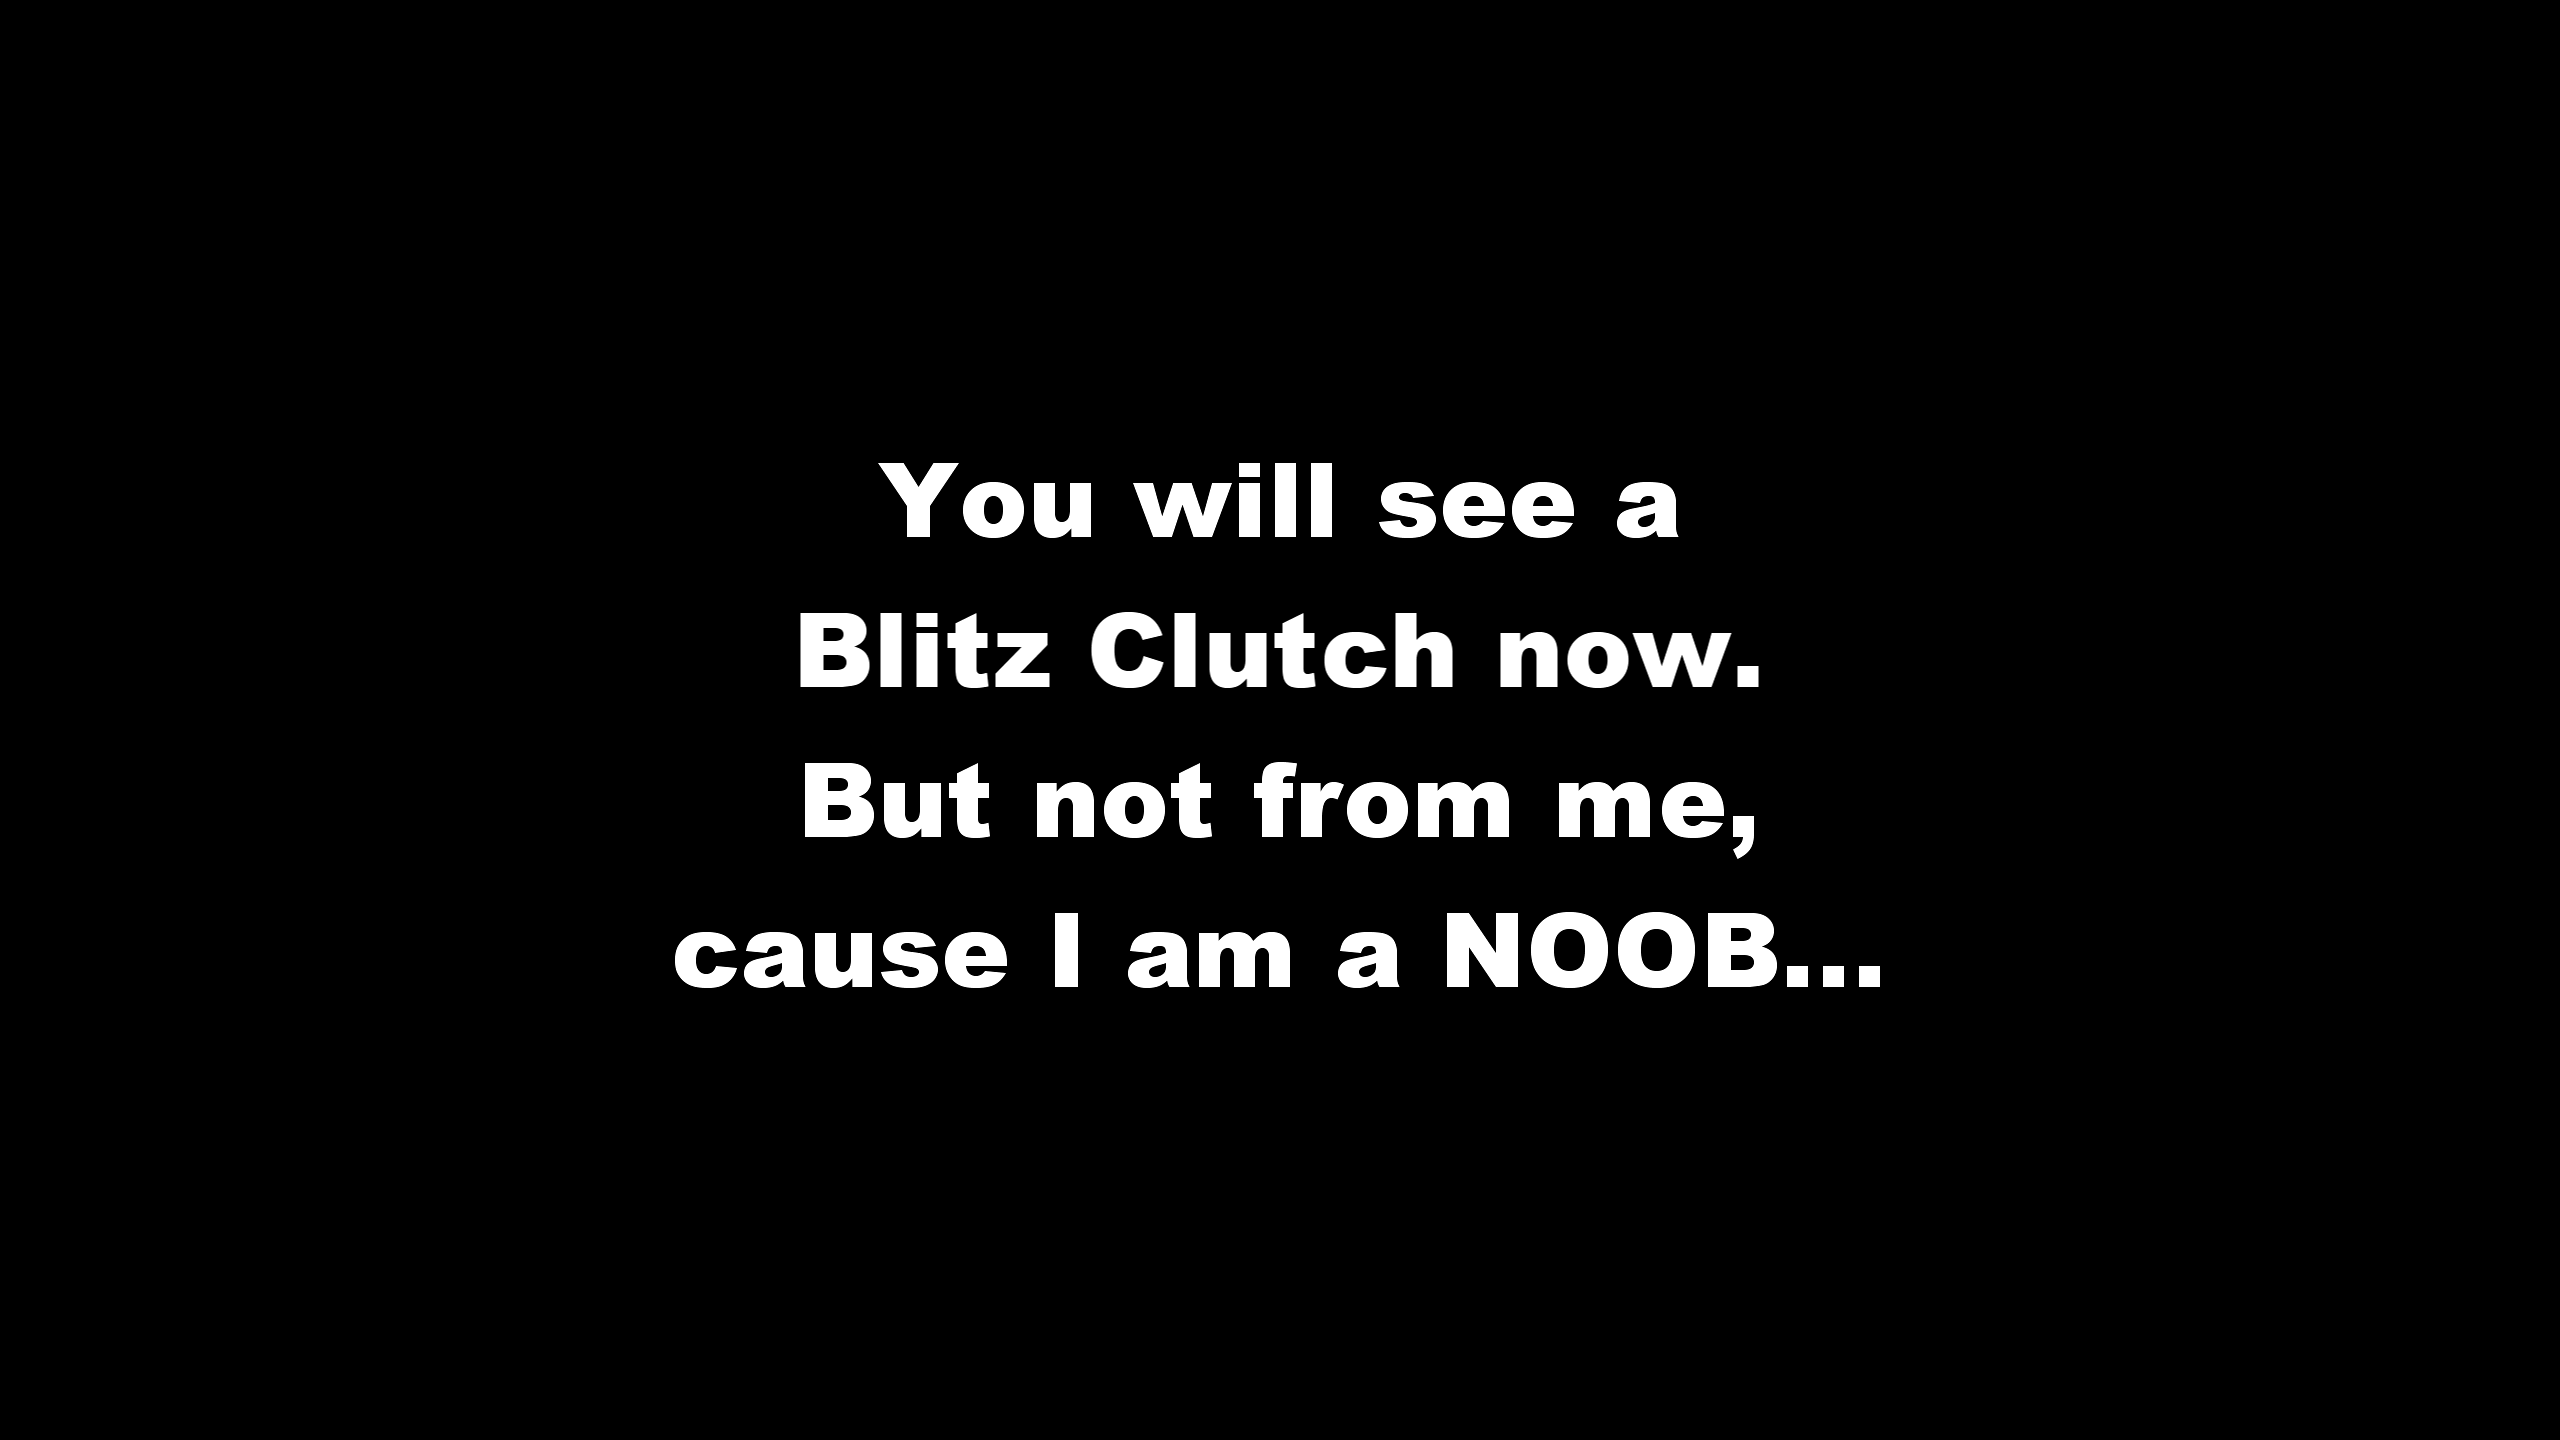 You will see a
Blitz Clutch now.
But not from me,
cause I am a NOOB...